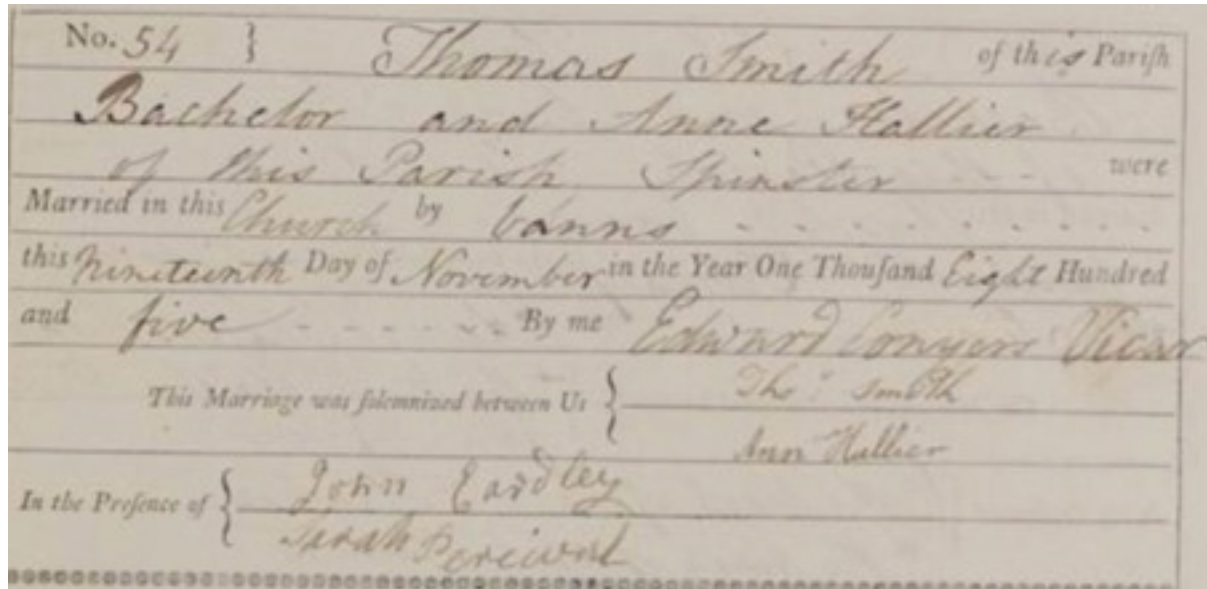 No. 54 } Thomas Smith of this Pariſh
Bachelor and Anne Hallier
of this Parish Spinster - - - - were
Married in this Church by banns - - - - - - - - -
this Nineteenth Day of November in the Year One Thouſand Eight Hundred
and five - - - - - - By me Edward Conyers Vicar
This Marriage was ſolemnized between Us { Thos. Smith
Ann Hallier
In the Preſence of { John Eardley
Sarah Percival